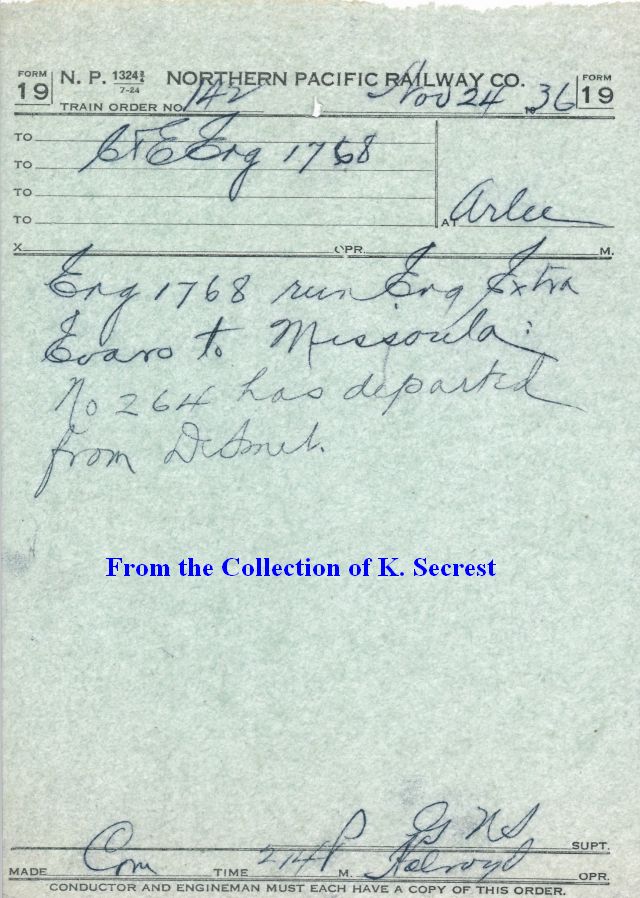 FORM 19 N. P. 1324¾ 7-24 NORTHERN PACIFIC RAILWAY CO. FORM 19
TRAIN ORDER NO. 142 Nov 24 1936
TO C&E Eng 1768
TO
TO
TO
AT Arlee
X OPR. M.
Eng 1768 run Eng Extra
Evaro to Missoula:
No 264 has departed
from DeSmet.
From the Collection of K. Secrest
SUPT.
MADE Com TIME 214 P M. Holroyd OPR.
CONDUCTOR AND ENGINEMAN MUST EACH HAVE A COPY OF THIS ORDER.